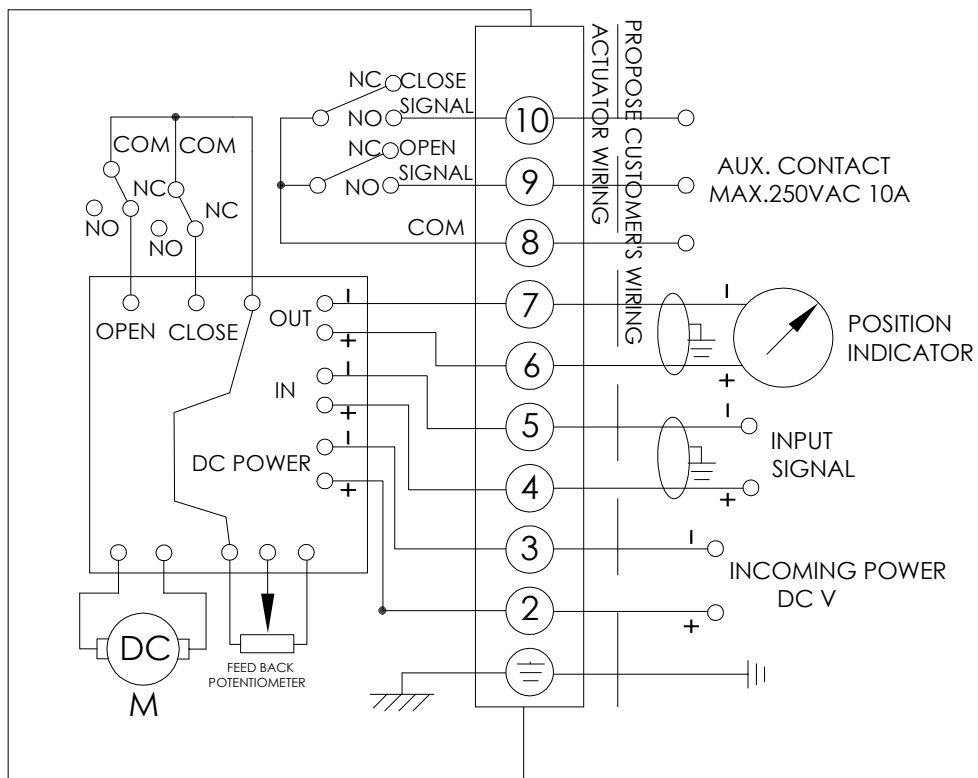 NC CLOSE
NO SIGNAL
NC OPEN
NO SIGNAL
COM
COM COM
NC
NC
NO
NO
OPEN CLOSE
OUT
-
+
IN
-
+
DC POWER
-
+
DC
M
FEED BACK
POTENTIOMETER
10
9
8
7
6
5
4
3
2
PROPOSE CUSTOMER'S WIRING
ACTUATOR WIRING
AUX. CONTACT
MAX.250VAC 10A
-
+
POSITION
INDICATOR
-
+
INPUT
SIGNAL
-
+
INCOMING POWER
DC V